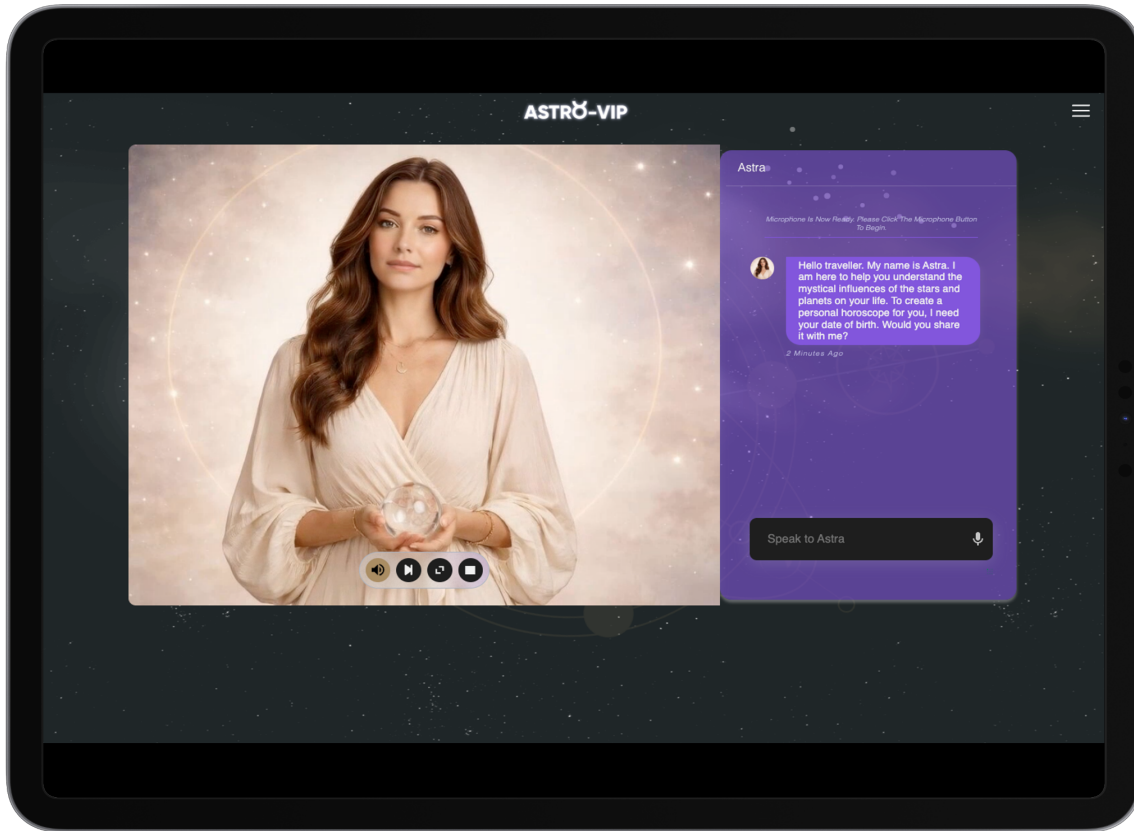 ASTRO-VIP
Astra
Microphone Is Now Ready. Please Click The Microphone Button
To Begin.
Hello traveller. My name is Astra. I
am here to help you understand the
mystical influences of the stars and
planets on your life. To create a
personal horoscope for you, I need
your date of birth. Would you share
it with me?
2 Minutes Ago
Speak to Astra